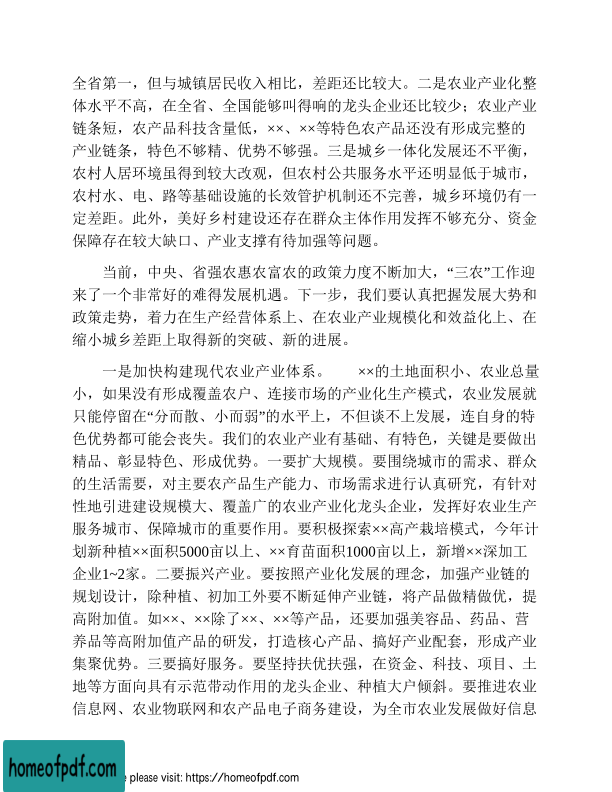 全省第一，但与城镇居民收入相比，差距还比较大。二是农业产业化整
体水平不高，在全省、全国能够叫得响的龙头企业还比较少；农业产业
链条短，农产品科技含量低，××、××等特色农产品还没有形成完整的
产业链条，特色不够精、优势不够强。三是城乡一体化发展还不平衡，
农村人居环境虽得到较大改观，但农村公共服务水平还明显低于城市，
农村水、电、路等基础设施的长效管护机制还不完善，城乡环境仍有一
定差距。此外，美好乡村建设还存在群众主体作用发挥不够充分、资金
保障存在较大缺口、产业支撑有待加强等问题。
当前，中央、省强农惠农富农的政策力度不断加大，“三农”工作迎
来了一个非常好的难得发展机遇。下一步，我们要认真把握发展大势和
政策走势，着力在生产经营体系上、在农业产业规模化和效益化上、在
缩小城乡差距上取得新的突破、新的进展。
一是加快构建现代农业产业体系。 ××的土地面积小、农业总量
小，如果没有形成覆盖农户、连接市场的产业化生产模式，农业发展就
只能停留在“分而散、小而弱”的水平上，不但谈不上发展，连自身的特
色优势都可能会丧失。我们的农业产业有基础、有特色，关键是要做出
精品、彰显特色、形成优势。一要扩大规模。要围绕城市的需求、群众
的生活需要，对主要农产品生产能力、市场需求进行认真研究，有针对
性地引进建设规模大、覆盖广的农业产业化龙头企业，发挥好农业生产
服务城市、保障城市的重要作用。要积极探索××高产栽培模式，今年计
划新种植××面积5000亩以上、××育苗面积1000亩以上，新增××深加工
企业1~2家。二要振兴产业。要按照产业化发展的理念，加强产业链的
规划设计，除种植、初加工外要不断延伸产业链，将产品做精做优，提
高附加值。如××、××除了××、××等产品，还要加强美容品、药品、营
养品等高附加值产品的研发，打造核心产品、搞好产业配套，形成产业
集聚优势。三要搞好服务。要坚持扶优扶强，在资金、科技、项目、土
地等方面向具有示范带动作用的龙头企业、种植大户倾斜。要推进农业
信息网、农业物联网和农产品电子商务建设，为全市农业发展做好信息
homeofpdf.com
e please visit: https://homeofpdf.com